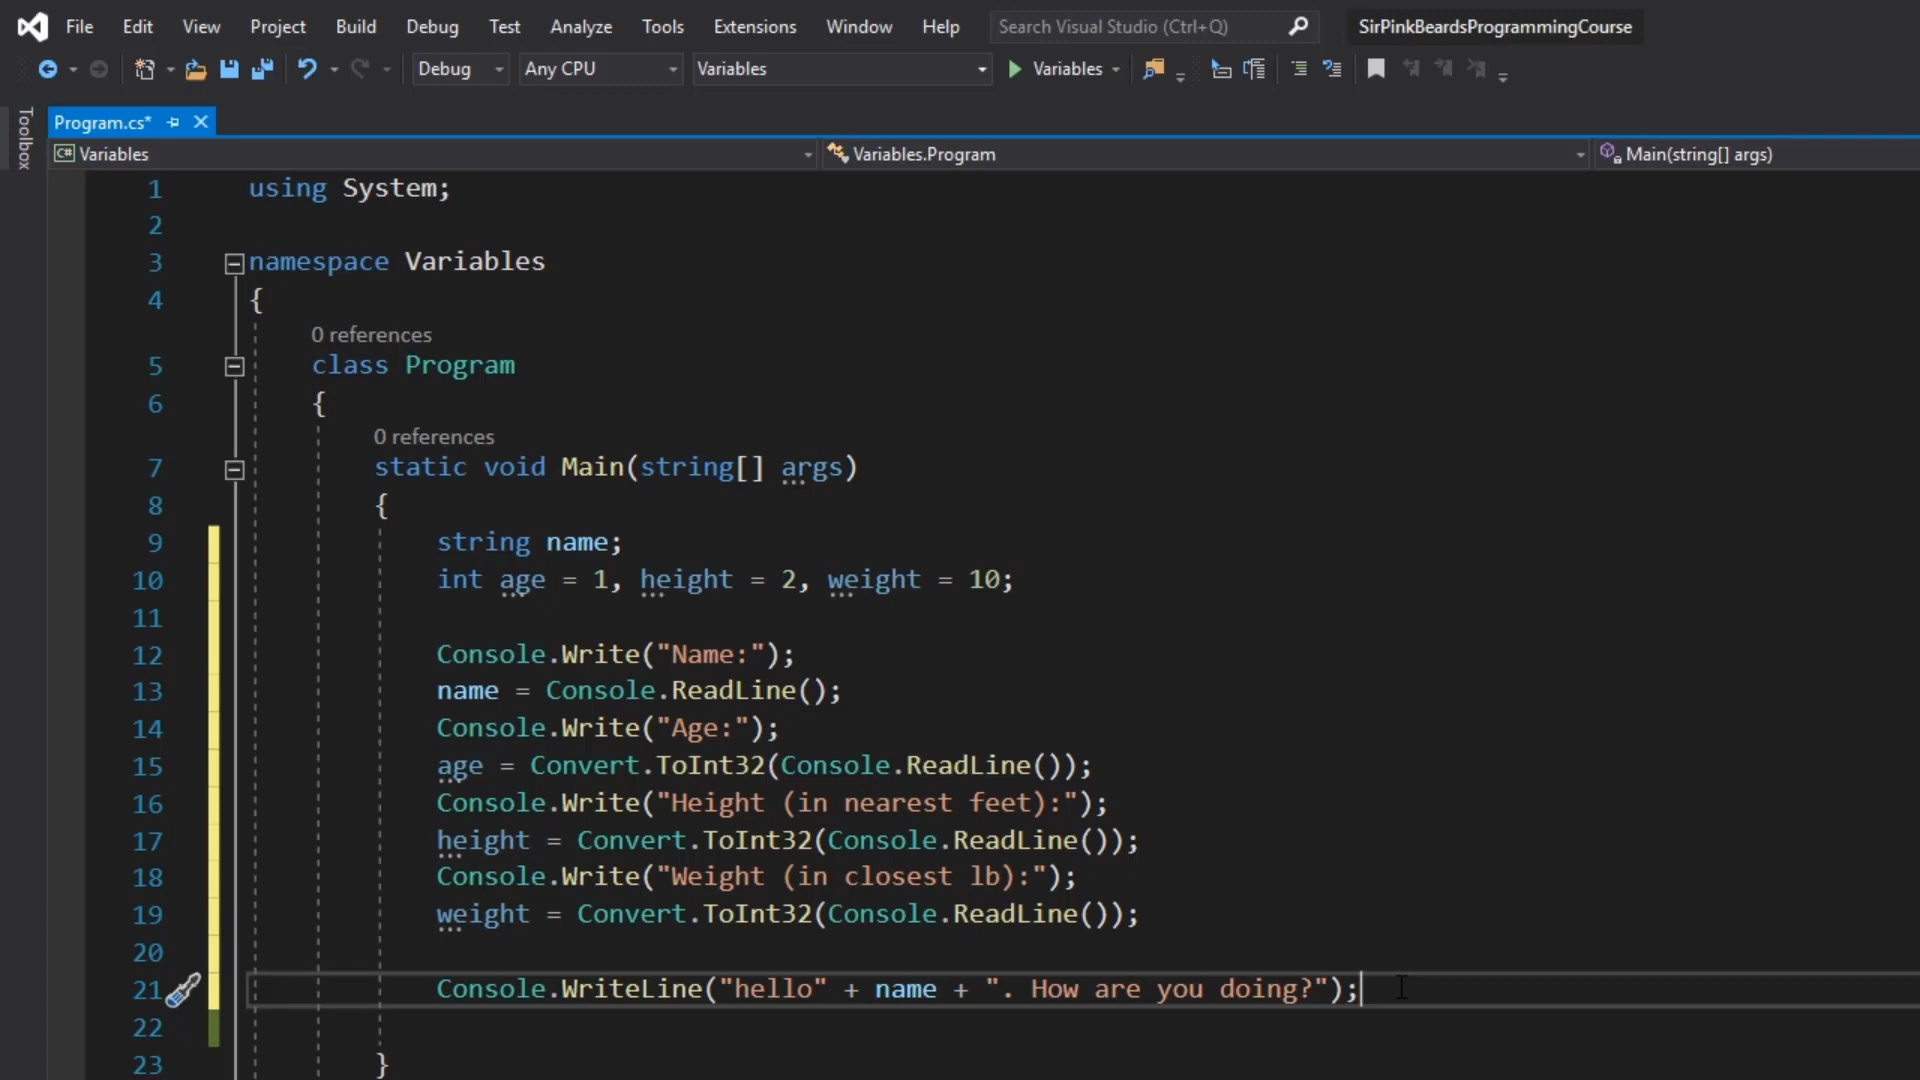 File Edit View Project Build Debug Test Analyze Tools Extensions Window Help Search Visual Studio (Ctrl+Q) SirPinkBeardsProgrammingCourse
Debug Any CPU Variables Variables
Toolbox
Program.cs*
C# Variables Variables.Program Main(string[] args)
1 using System;
2
3 namespace Variables
4 {
0 references
5 class Program
6 {
0 references
7 static void Main(string[] args)
8 {
9 string name;
10 int age = 1, height = 2, weight = 10;
11
12 Console.Write("Name:");
13 name = Console.ReadLine();
14 Console.Write("Age:");
15 age = Convert.ToInt32(Console.ReadLine());
16 Console.Write("Height (in nearest feet):");
17 height = Convert.ToInt32(Console.ReadLine());
18 Console.Write("Weight (in closest lb):");
19 weight = Convert.ToInt32(Console.ReadLine());
20
21 Console.WriteLine("hello" + name + ". How are you doing?");
22
23 }